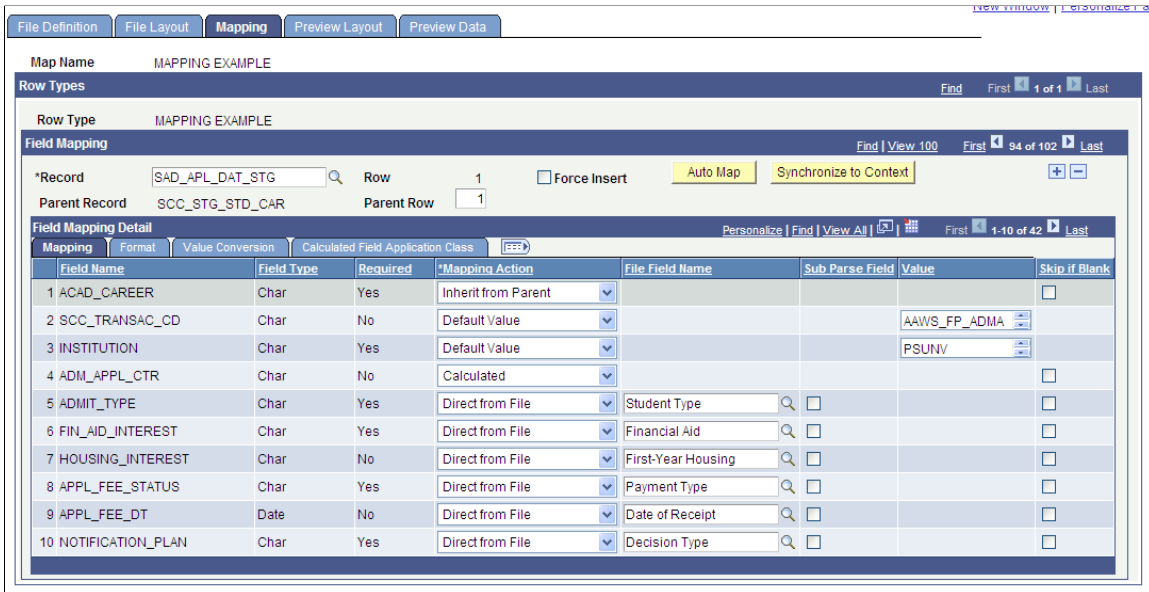 New Window | Personalize Pa
File Definition File Layout Mapping Preview Layout Preview Data
Map Name MAPPING EXAMPLE
Row Types Find First 1 of 1 Last
Row Type MAPPING EXAMPLE
Field Mapping Find | View 100 First 94 of 102 Last
*Record SAD_APL_DAT_STG Row 1 Force Insert Auto Map Synchronize to Context
Parent Record SCC_STG_STD_CAR Parent Row 1
Field Mapping Detail Personalize | Find | View All | | First 1-10 of 42 Last
Mapping Format Value Conversion Calculated Field Application Class
Field Name Field Type Required *Mapping Action File Field Name Sub Parse Field Value Skip if Blank
1 ACAD_CAREER Char Yes Inherit from Parent
2 SCC_TRANSAC_CD Char No Default Value AAWS_FP_ADMA
3 INSTITUTION Char Yes Default Value PSUNV
4 ADM_APPL_CTR Char No Calculated
5 ADMIT_TYPE Char Yes Direct from File Student Type
6 FIN_AID_INTEREST Char Yes Direct from File Financial Aid
7 HOUSING_INTEREST Char No Direct from File First-Year Housing
8 APPL_FEE_STATUS Char Yes Direct from File Payment Type
9 APPL_FEE_DT Date No Direct from File Date of Receipt
10 NOTIFICATION_PLAN Char Yes Direct from File Decision Type